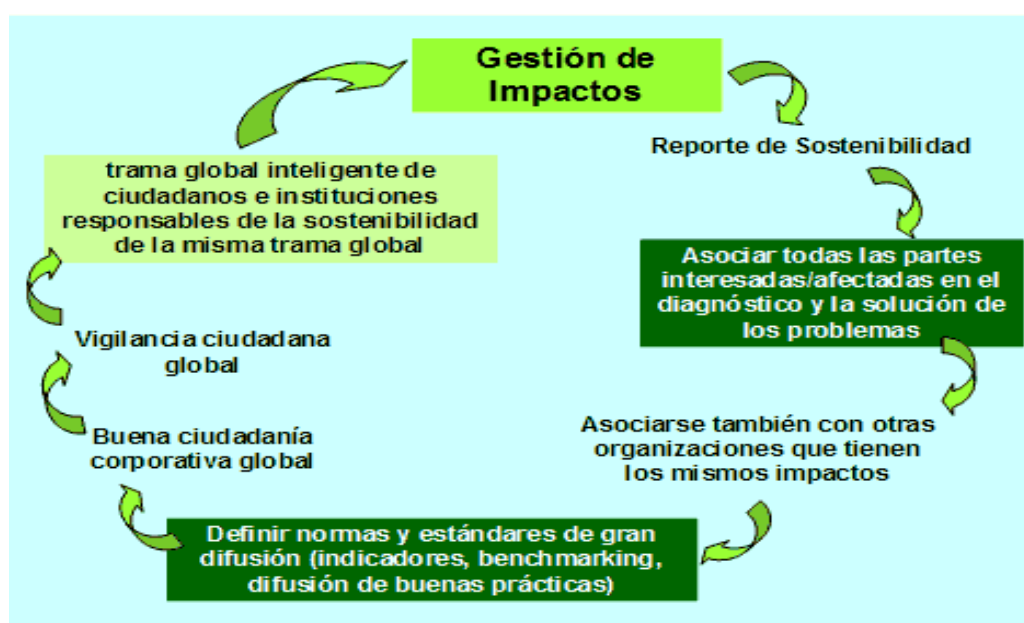 Gestión de
Impactos
Reporte de Sostenibilidad
Asociar todas las partes
interesadas/afectadas en el
diagnóstico y la solución de
los problemas
Asociarse también con otras
organizaciones que tienen
los mismos impactos
Definir normas y estándares de gran
difusión (indicadores, benchmarking,
difusión de buenas prácticas)
Buena ciudadanía
corporativa global
Vigilancia ciudadana
global
trama global inteligente de
ciudadanos e instituciones
responsables de la sostenibilidad
de la misma trama global